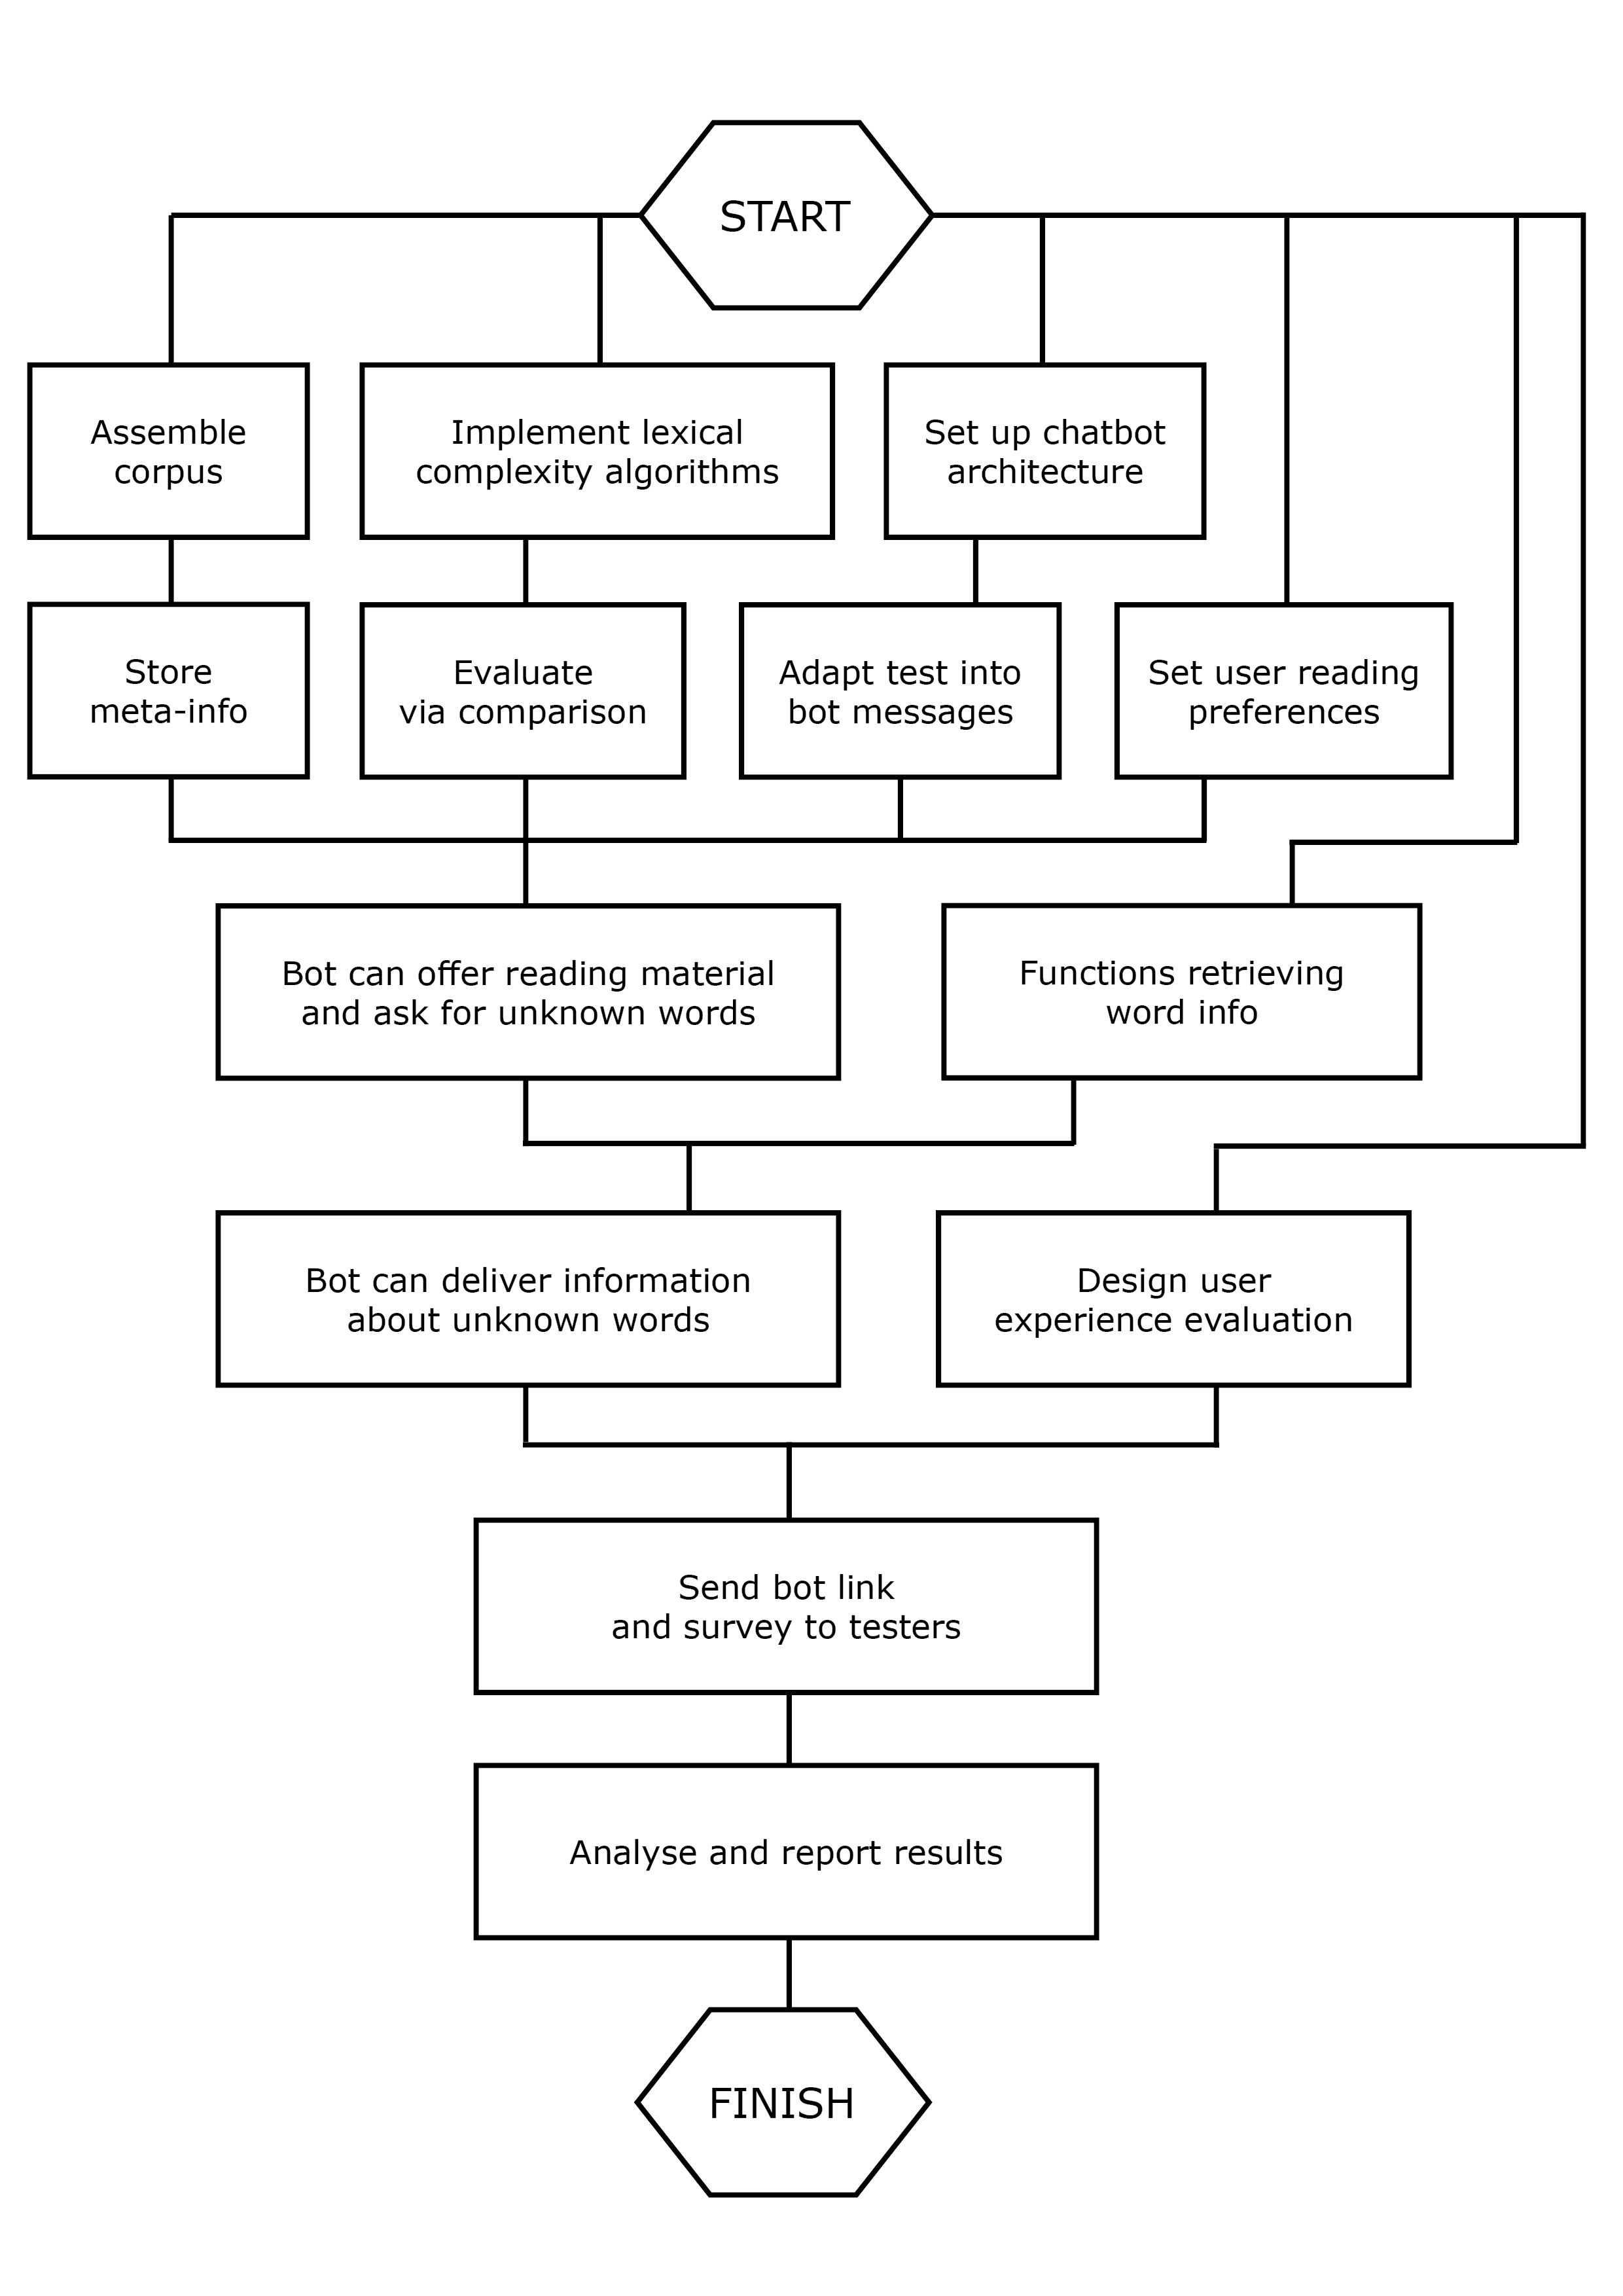 START
Assemble
corpus
Implement lexical
complexity algorithms
Set up chatbot
architecture
Store
meta-info
Evaluate
via comparison
Adapt test into
bot messages
Set user reading
preferences
Bot can offer reading material
and ask for unknown words
Functions retrieving
word info
Bot can deliver information
about unknown words
Design user
experience evaluation
Send bot link
and survey to testers
Analyse and report results
FINISH